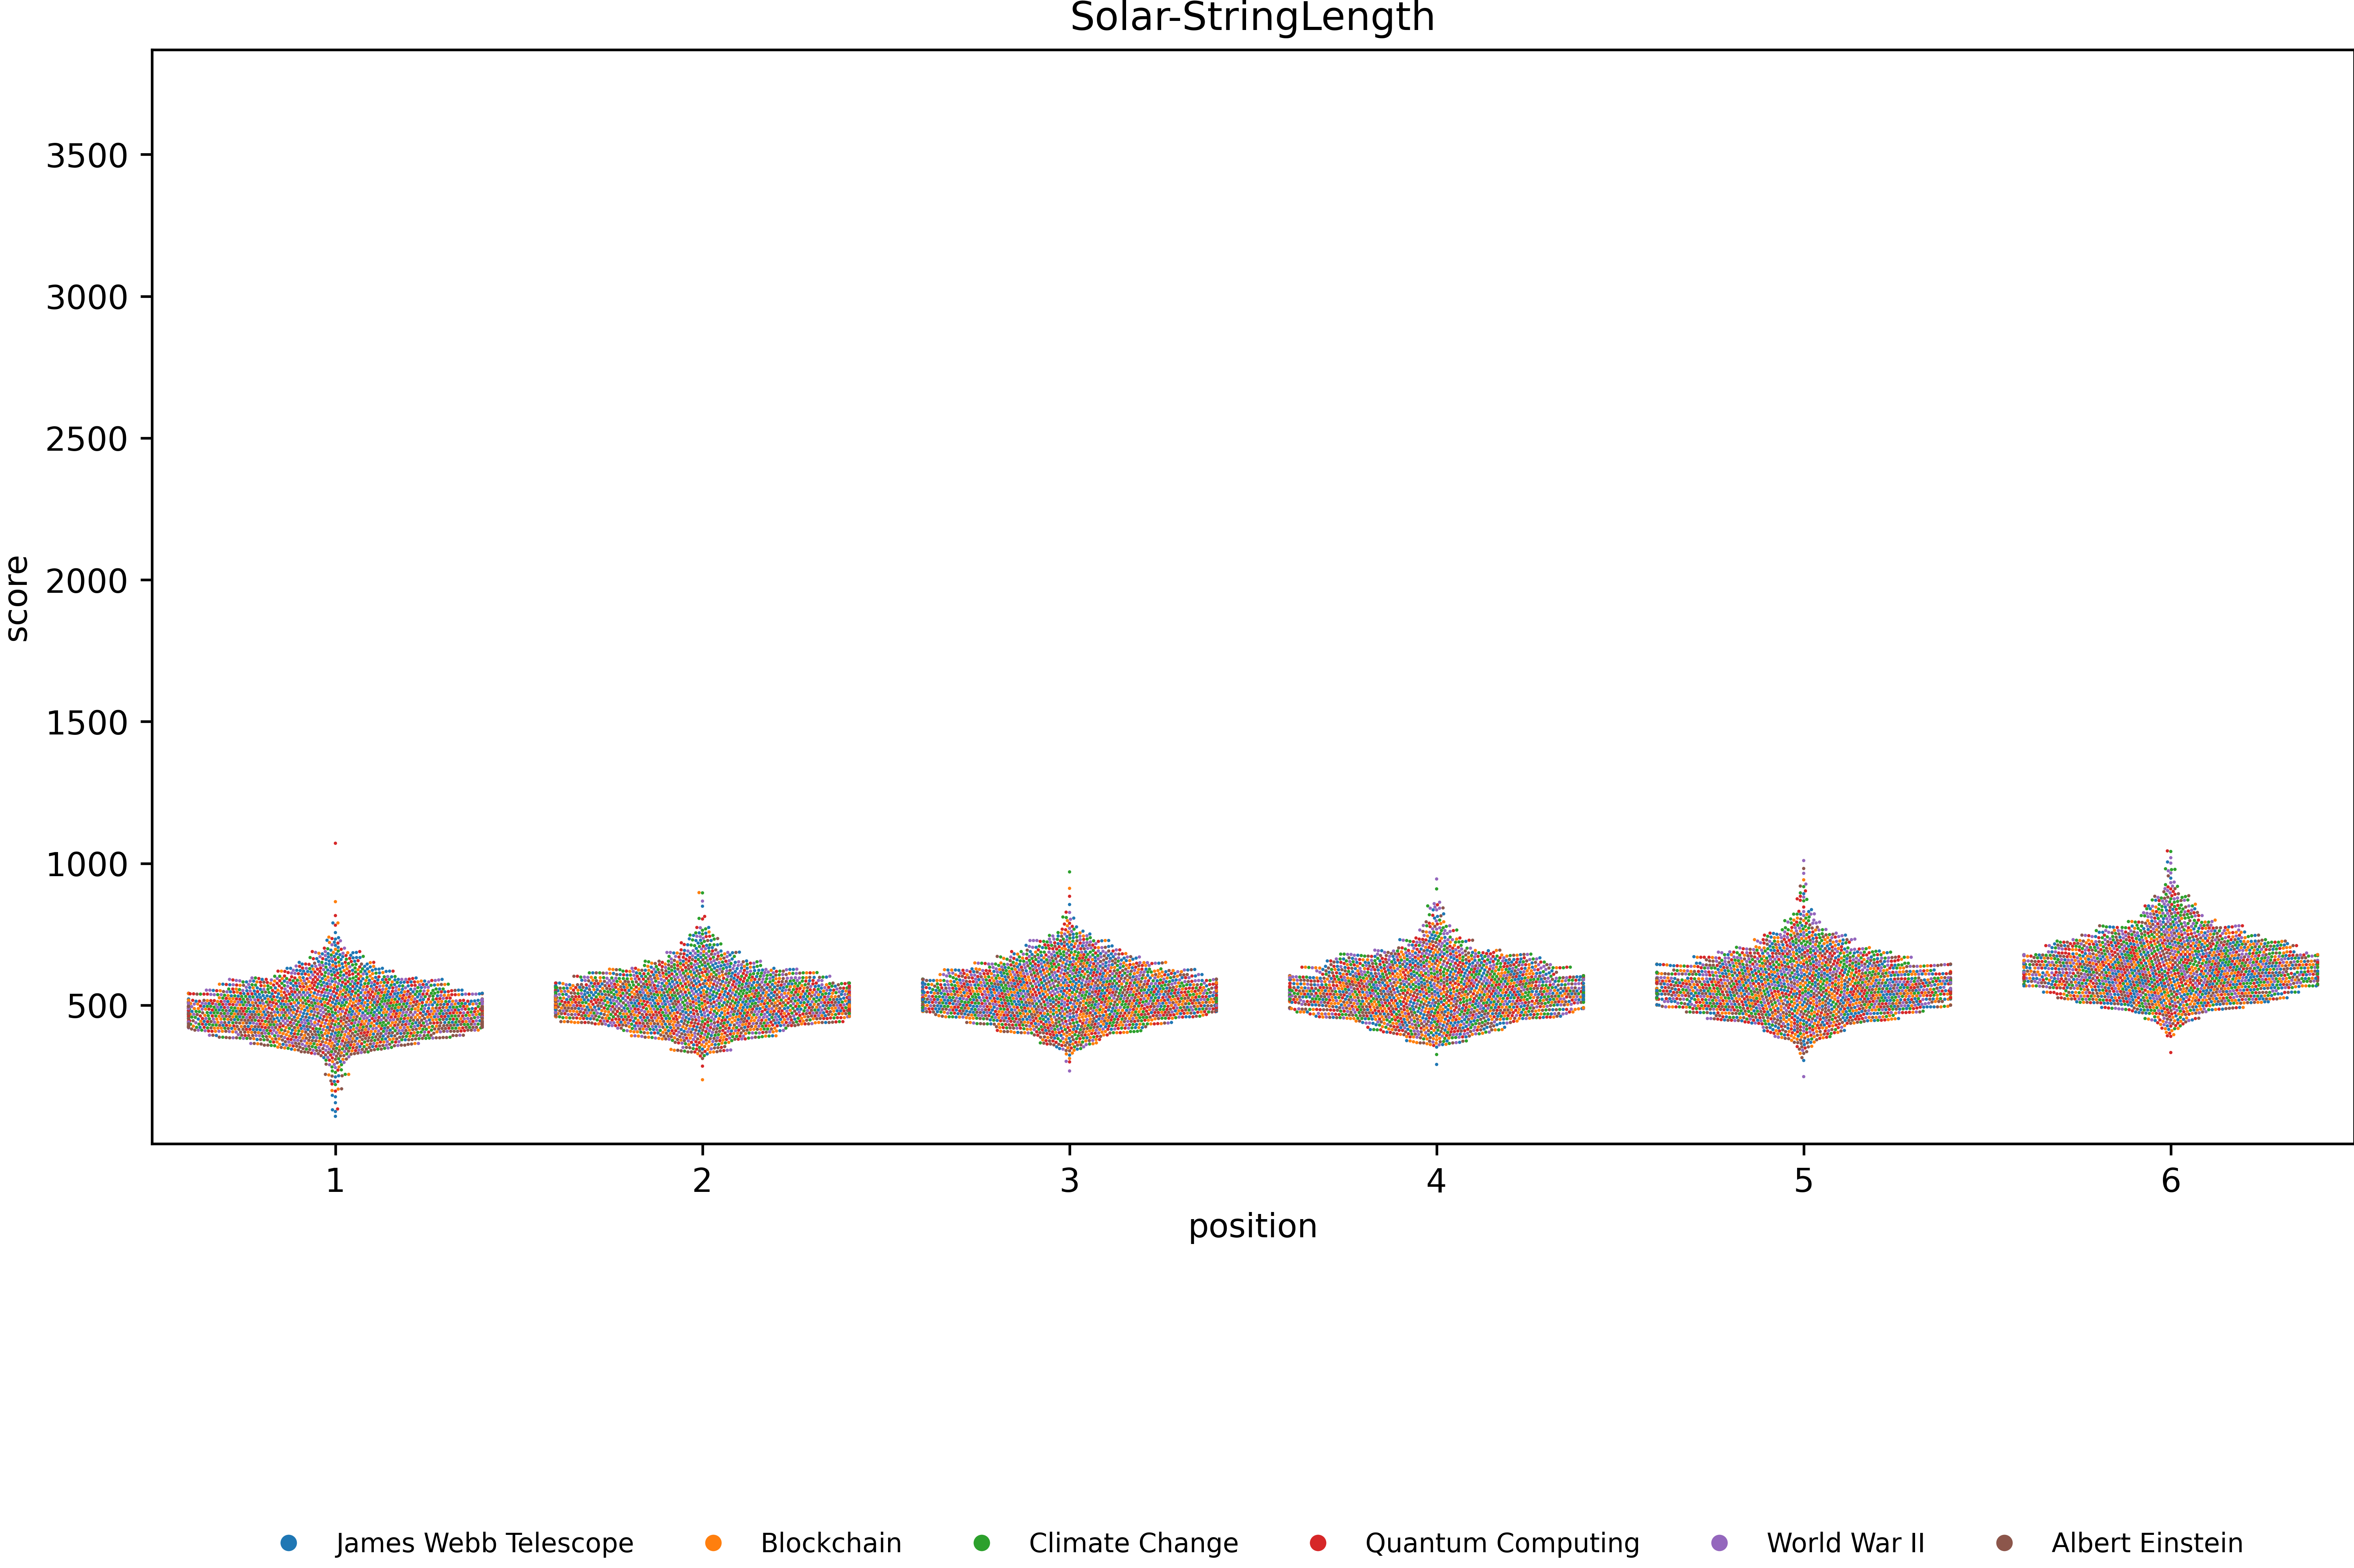 Solar-StringLength
3500
3000
2500
2000
1500
1000
500
score
1 2 3 4 5 6
position
James Webb Telescope Blockchain Climate Change Quantum Computing World War II Albert Einstein